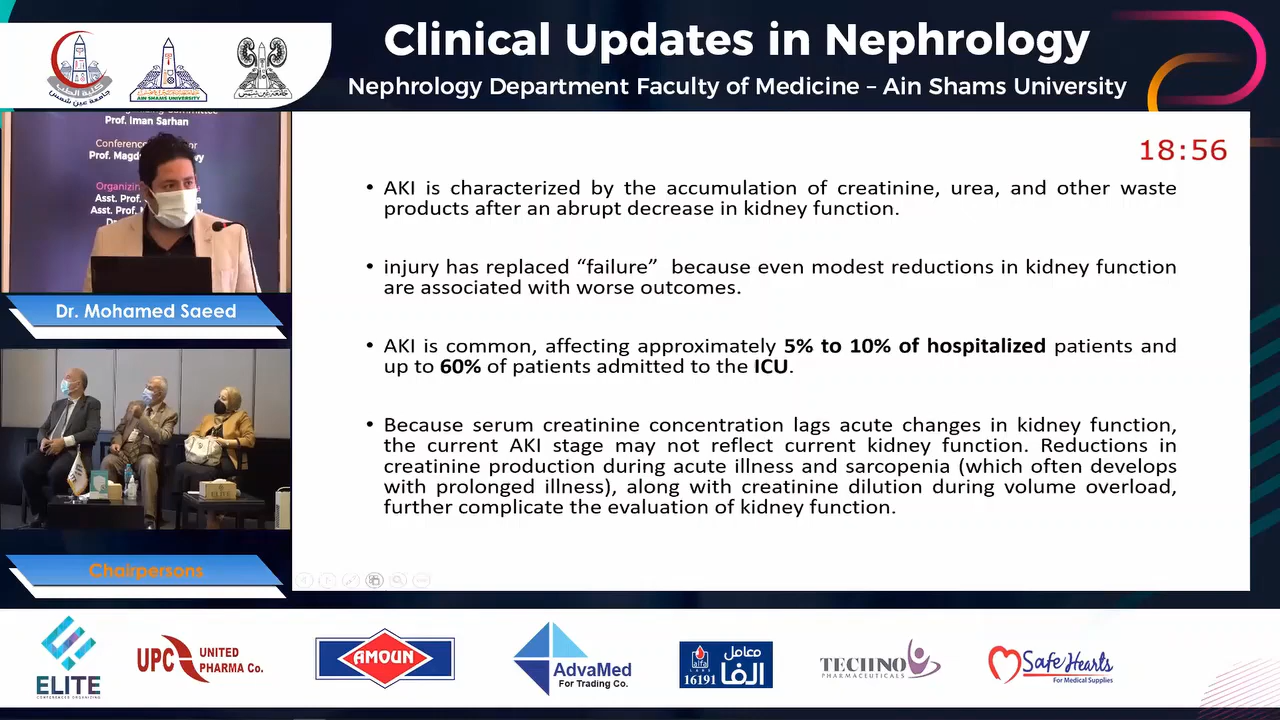 Clinical Updates in Nephrology
Nephrology Department Faculty of Medicine – Ain Shams University
AIN SHAMS UNIVERSITY
Prof. Iman Sarhan
Conference
Prof. Magd
Organizin
Asst. Prof. M
Asst. Prof.
Dr. Mohamed Saeed
Chairpersons
18:56
• AKI is characterized by the accumulation of creatinine, urea, and other waste
products after an abrupt decrease in kidney function.
• injury has replaced “failure” because even modest reductions in kidney function
are associated with worse outcomes.
• AKI is common, affecting approximately 5% to 10% of hospitalized patients and
up to 60% of patients admitted to the ICU.
• Because serum creatinine concentration lags acute changes in kidney function,
the current AKI stage may not reflect current kidney function. Reductions in
creatinine production during acute illness and sarcopenia (which often develops
with prolonged illness), along with creatinine dilution during volume overload,
further complicate the evaluation of kidney function.
ELITE
CONFERENCES ORGANIZING
UPC UNITED
PHARMA Co.
AMOUN
AdvaMed
For Trading Co.
معامل
الفا
alfa
LABS
16191
TECHNO
PHARMACEUTICALS
Safe Hearts
For Medical Supplies